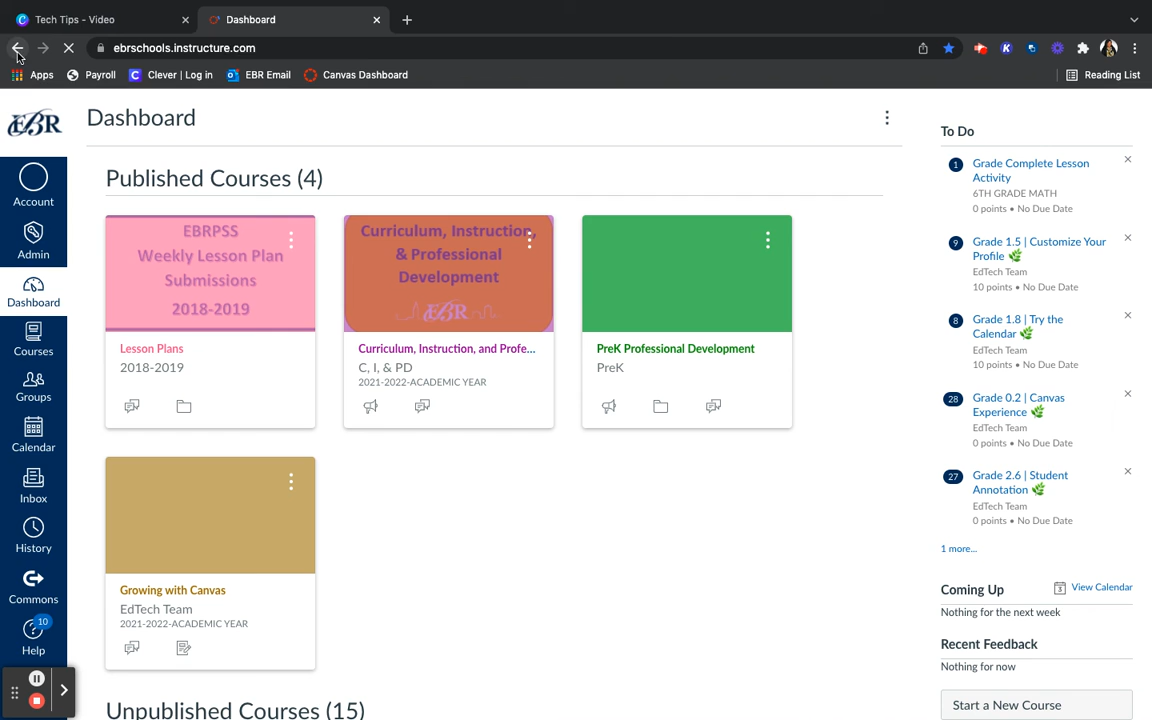 Tech Tips - Video
Dashboard
ebrschools.instructure.com
Apps
Payroll
Clever | Log in
EBR Email
Canvas Dashboard
Reading List
EBR
Account
Admin
Dashboard
Courses
Groups
Calendar
Inbox
History
Commons
10
Help
Dashboard
Published Courses (4)
EBRPSS
Weekly Lesson Plan
Submissions
2018-2019
Lesson Plans
2018-2019
Curriculum, Instruction,
& Professional
Development
EBR
Curriculum, Instruction, and Profe...
C, I, & PD
2021-2022-ACADEMIC YEAR
PreK Professional Development
PreK
Growing with Canvas
EdTech Team
2021-2022-ACADEMIC YEAR
Unpublished Courses (15)
To Do
1
Grade Complete Lesson
Activity
6TH GRADE MATH
0 points • No Due Date
9
Grade 1.5 | Customize Your
Profile 🌿
EdTech Team
10 points • No Due Date
8
Grade 1.8 | Try the
Calendar 🌿
EdTech Team
10 points • No Due Date
28
Grade 0.2 | Canvas
Experience 🌿
EdTech Team
0 points • No Due Date
27
Grade 2.6 | Student
Annotation 🌿
EdTech Team
0 points • No Due Date
1 more...
Coming Up
3
View Calendar
Nothing for the next week
Recent Feedback
Nothing for now
Start a New Course